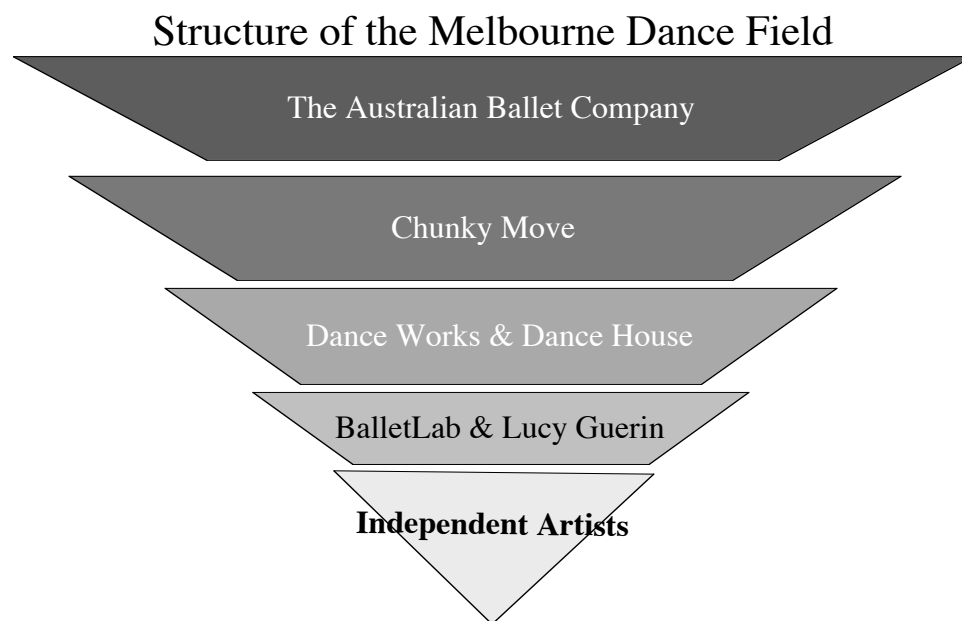 Structure of the Melbourne Dance Field
The Australian Ballet Company
Chunky Move
Dance Works & Dance House
BalletLab & Lucy Guerin
Independent Artists